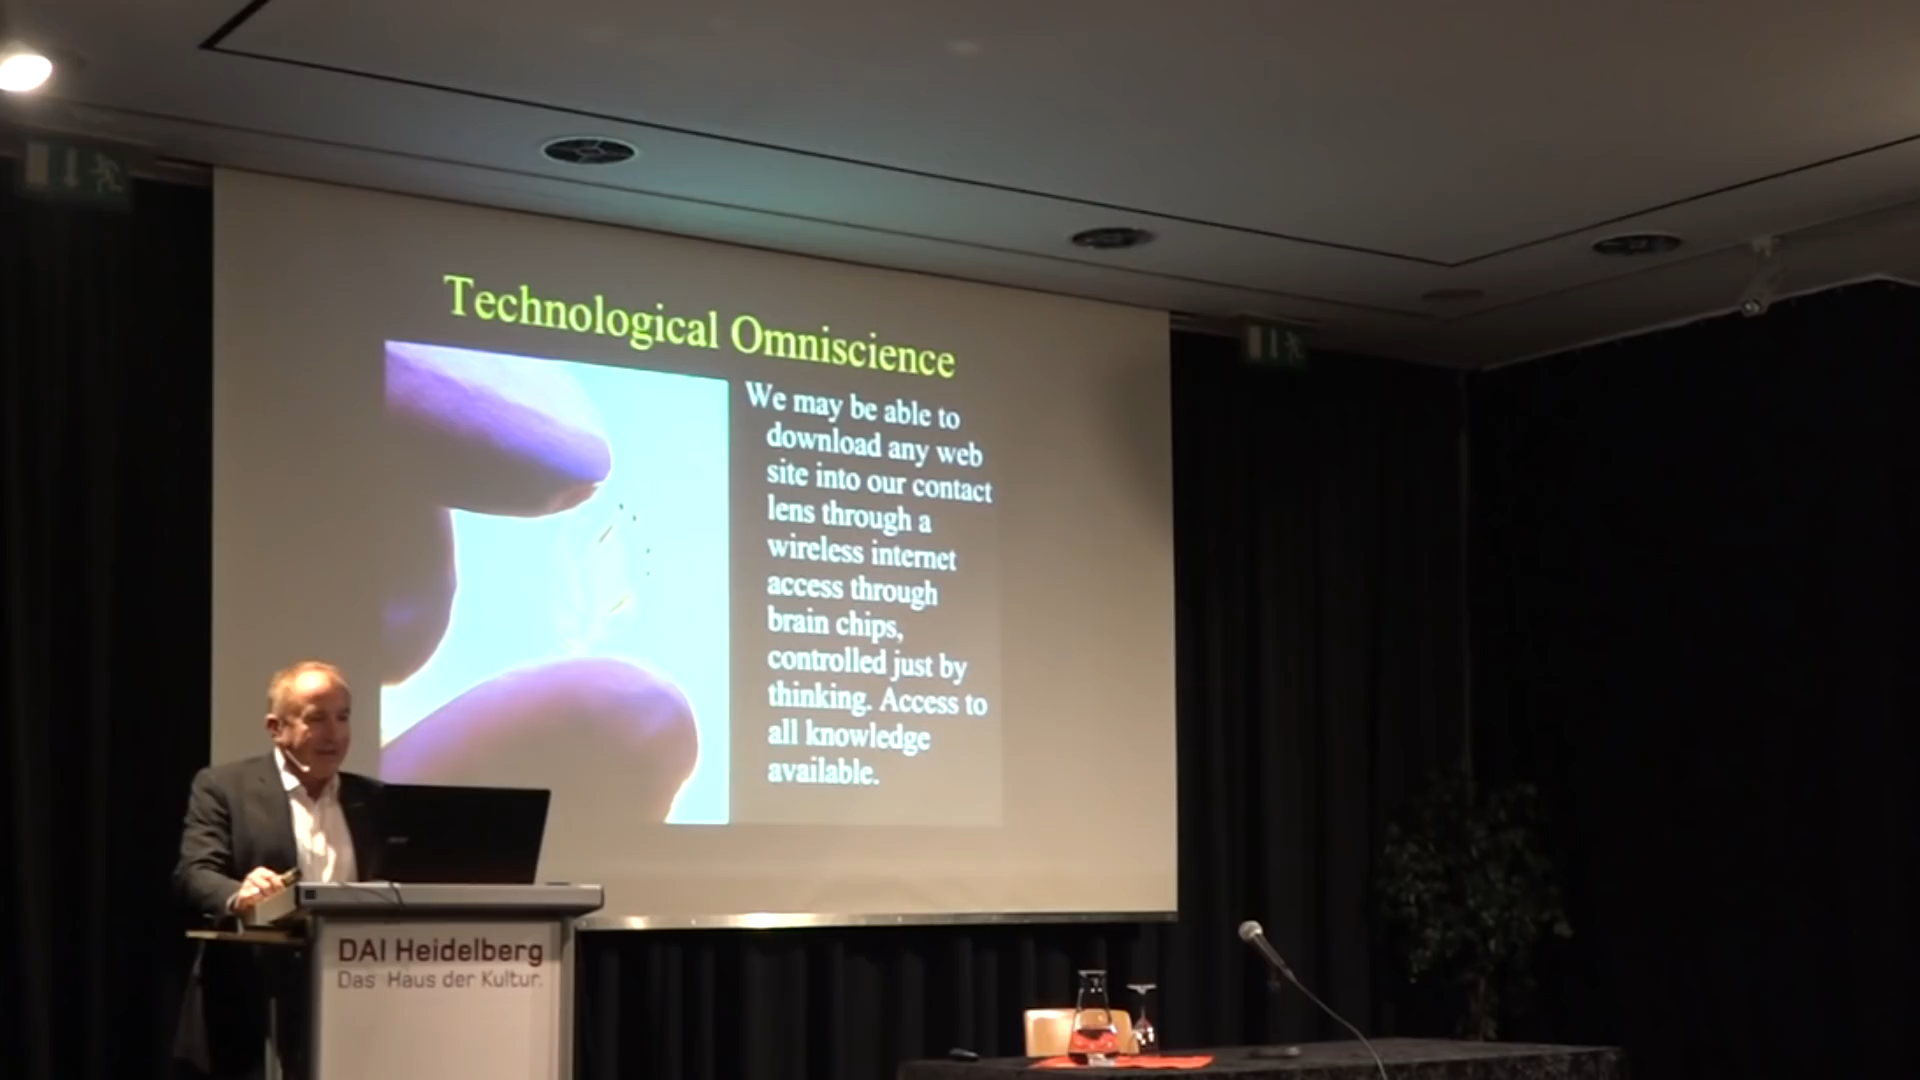 Technological Omniscience
We may be able to
download any web
site into our contact
lens through a
wireless internet
access through
brain chips,
controlled just by
thinking. Access to
all knowledge
available.
DAI Heidelberg
Das Haus der Kultur.